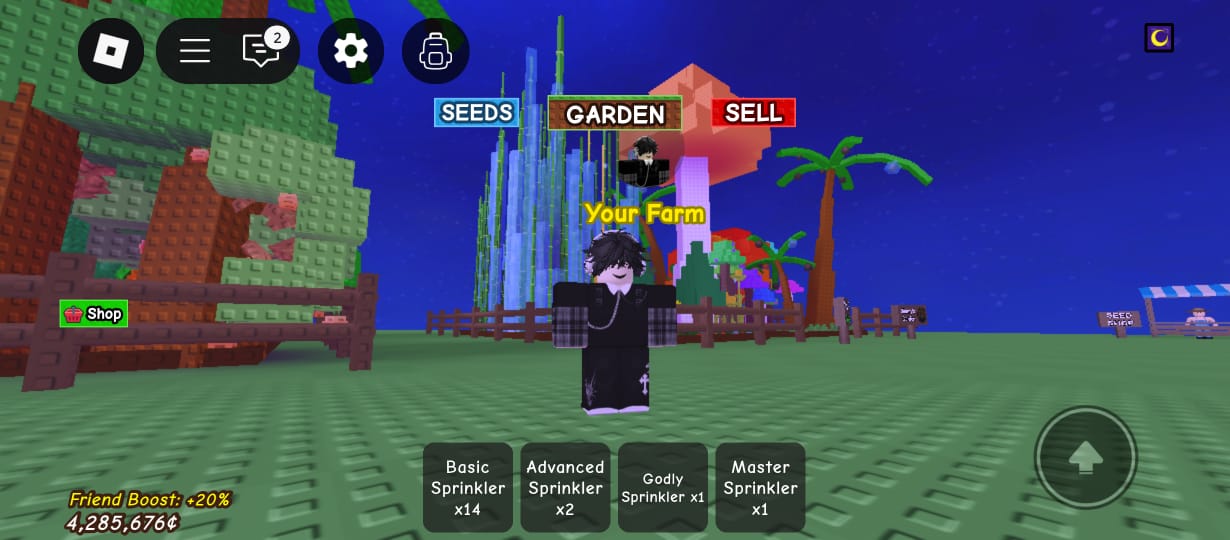 2
SEEDS
GARDEN
SELL
Your Farm
Shop
SEED
Basic
Sprinkler
x14
Advanced
Sprinkler
x2
Godly
Sprinkler x1
Master
Sprinkler
x1
Friend Boost: +20%
4,285,676¢